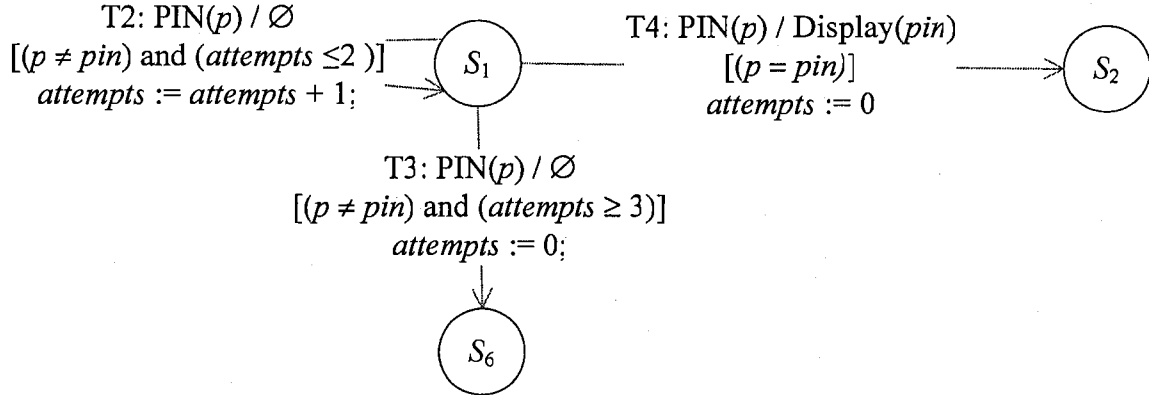 T2: PIN(p) / ∅
[(p ≠ pin) and (attempts ≤2 )]
attempts := attempts + 1;
S1
T4: PIN(p) / Display(pin)
[(p = pin)]
attempts := 0
S2
T3: PIN(p) / ∅
[(p ≠ pin) and (attempts ≥ 3)]
attempts := 0;
S6